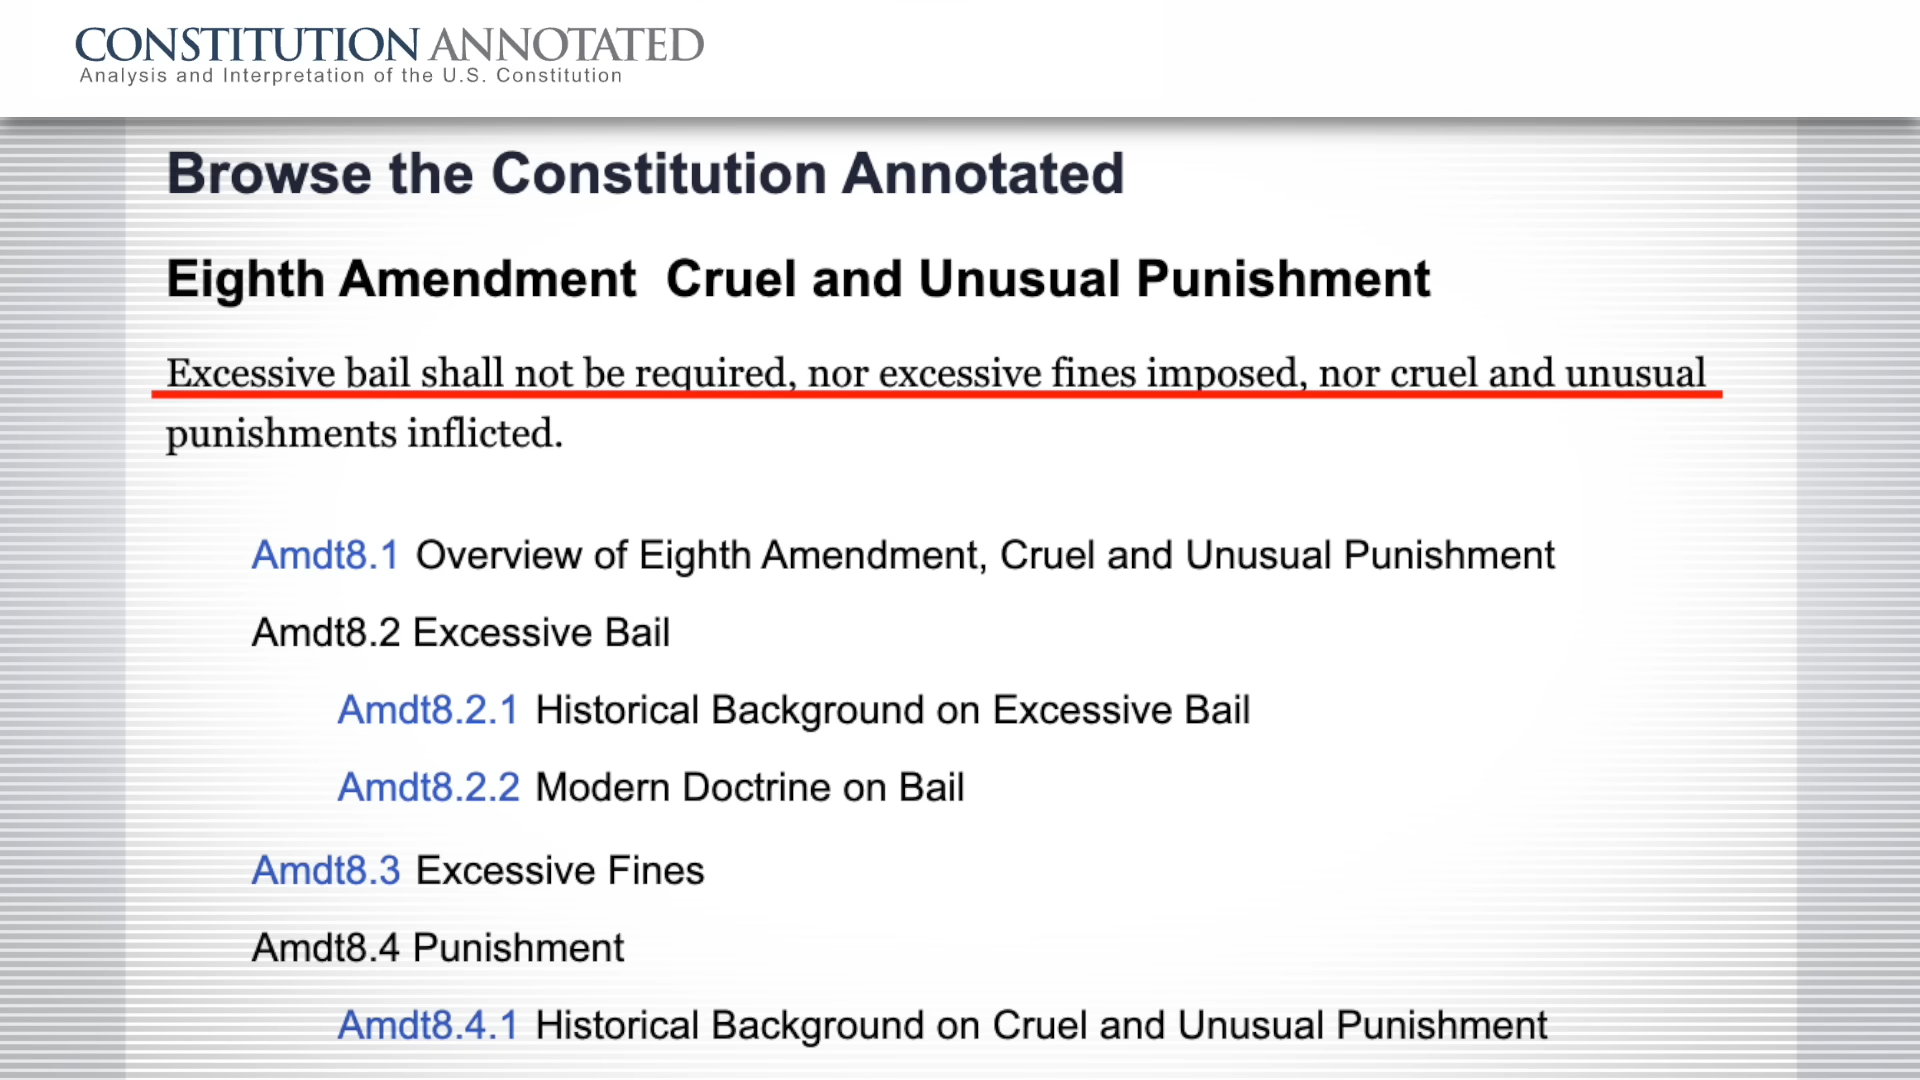 CONSTITUTION ANNOTATED
Analysis and Interpretation of the U.S. Constitution
Browse the Constitution Annotated
Eighth Amendment Cruel and Unusual Punishment
Excessive bail shall not be required, nor excessive fines imposed, nor cruel and unusual
punishments inflicted.
Amdt8.1 Overview of Eighth Amendment, Cruel and Unusual Punishment
Amdt8.2 Excessive Bail
Amdt8.2.1 Historical Background on Excessive Bail
Amdt8.2.2 Modern Doctrine on Bail
Amdt8.3 Excessive Fines
Amdt8.4 Punishment
Amdt8.4.1 Historical Background on Cruel and Unusual Punishment